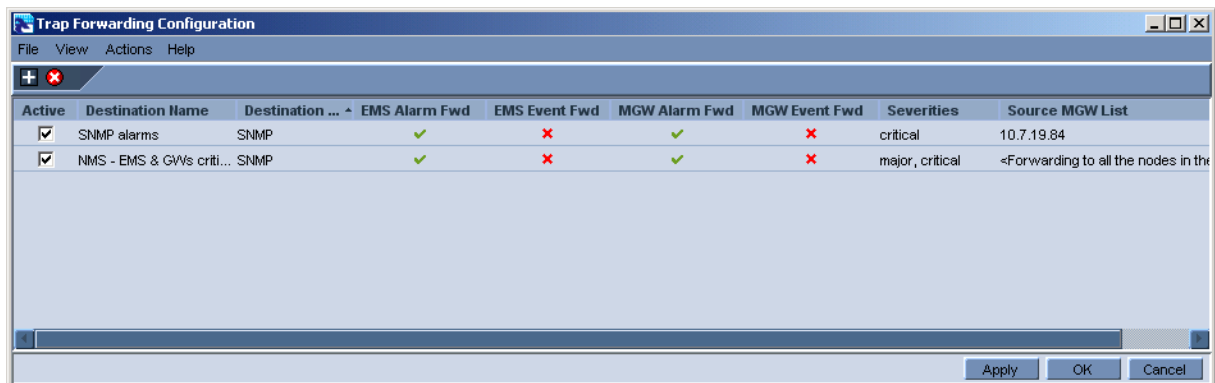 Trap Forwarding Configuration
File View Actions Help
Active Destination Name Destination ... EMS Alarm Fwd EMS Event Fwd MGW Alarm Fwd MGW Event Fwd Severities Source MGW List
SNMP alarms SNMP critical 10.7.19.84
NMS - EMS & GWs criti... SNMP major, critical <Forwarding to all the nodes in the
Apply OK Cancel